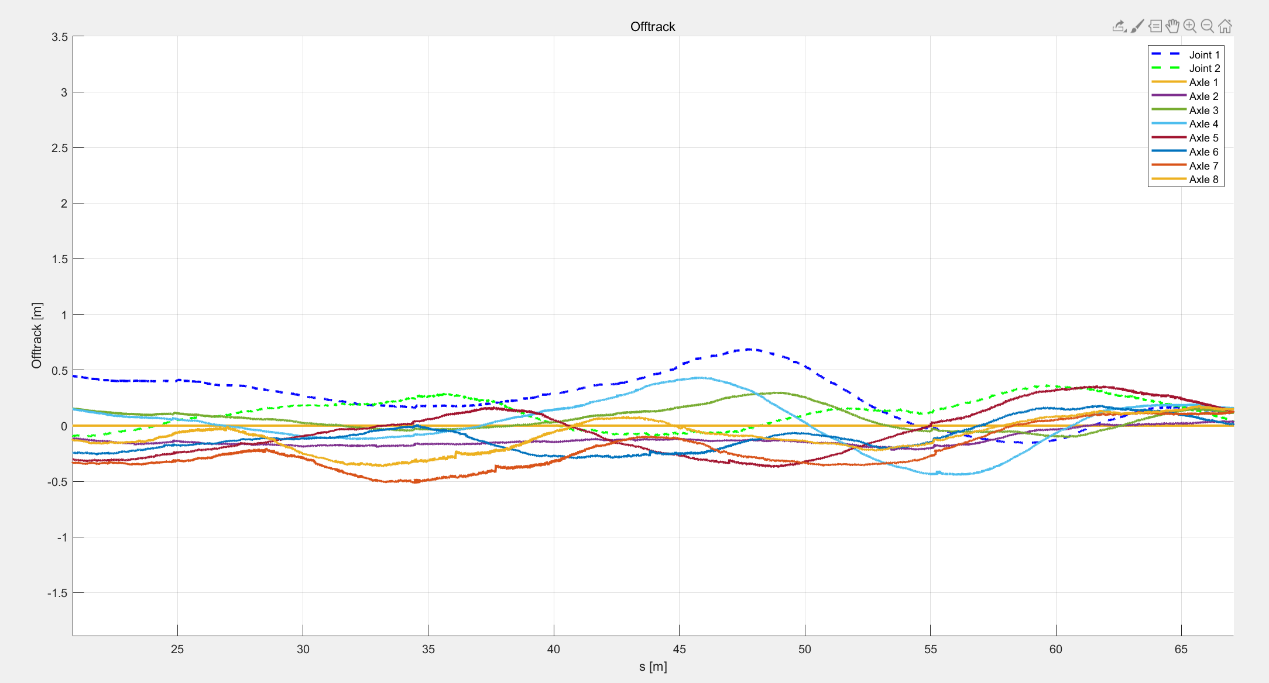 Offtrack
3.5
3
2.5
2
1.5
1
0.5
0
-0.5
-1
-1.5
Offtrack [m]
25
30
35
40
45
50
55
60
65
s [m]
Joint 1
Joint 2
Axle 1
Axle 2
Axle 3
Axle 4
Axle 5
Axle 6
Axle 7
Axle 8